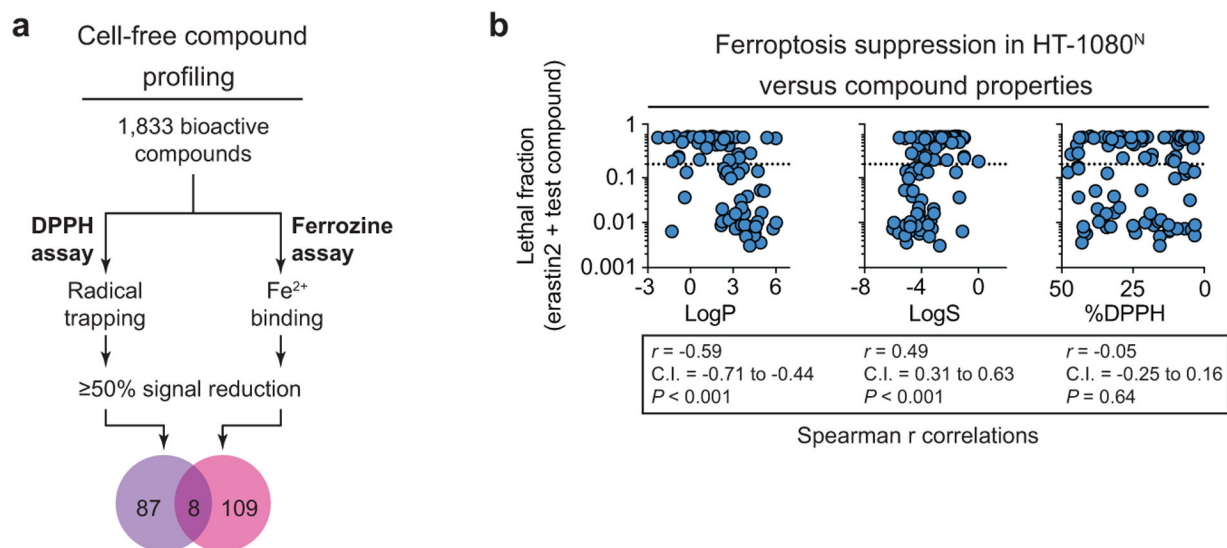 a
Cell-free compound
profiling
1,833 bioactive
compounds
DPPH
assay
Ferrozine
assay
Radical
trapping
Fe²⁺
binding
≥50% signal reduction
87
8
109
b
Ferroptosis suppression in HT-1080ᴺ
versus compound properties
Lethal fraction
(erastin2 + test compound)
1
0.1
0.01
0.001
-3 0 3 6
LogP
-8 -4 0
LogS
50 25 0
%DPPH
r = -0.59
C.I. = -0.71 to -0.44
P < 0.001
r = 0.49
C.I. = 0.31 to 0.63
P < 0.001
r = -0.05
C.I. = -0.25 to 0.16
P = 0.64
Spearman r correlations